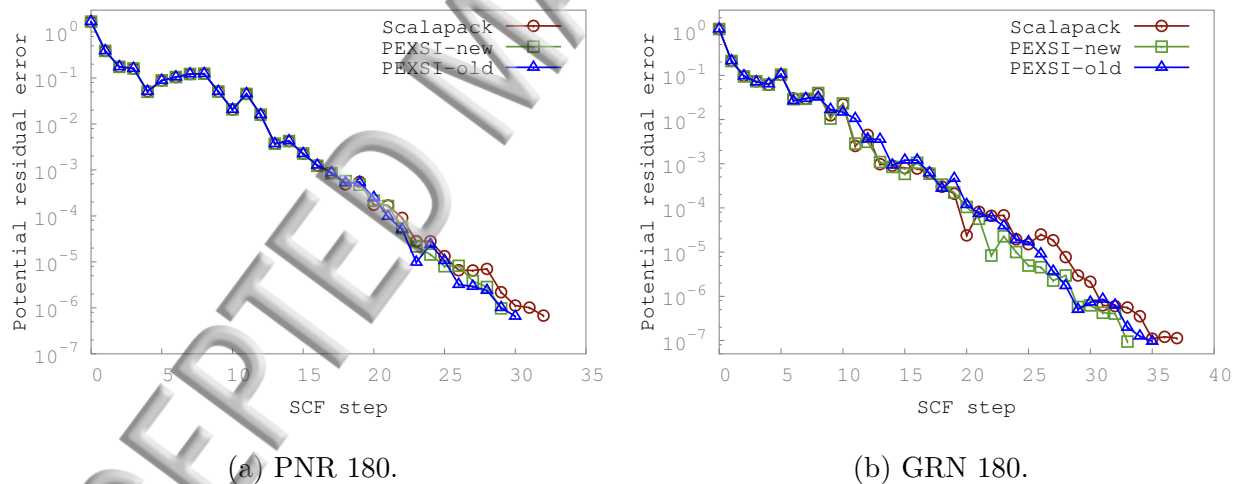 Scalapack
PEXSI-new
PEXSI-old
10^0
10^-1
10^-2
10^-3
10^-4
10^-5
10^-6
10^-7
Potential residual error
0 5 10 15 20 25 30 35
SCF step
(a) PNR 180.
Scalapack
PEXSI-new
PEXSI-old
10^0
10^-1
10^-2
10^-3
10^-4
10^-5
10^-6
10^-7
Potential residual error
0 5 10 15 20 25 30 35 40
SCF step
(b) GRN 180.
EPTED M